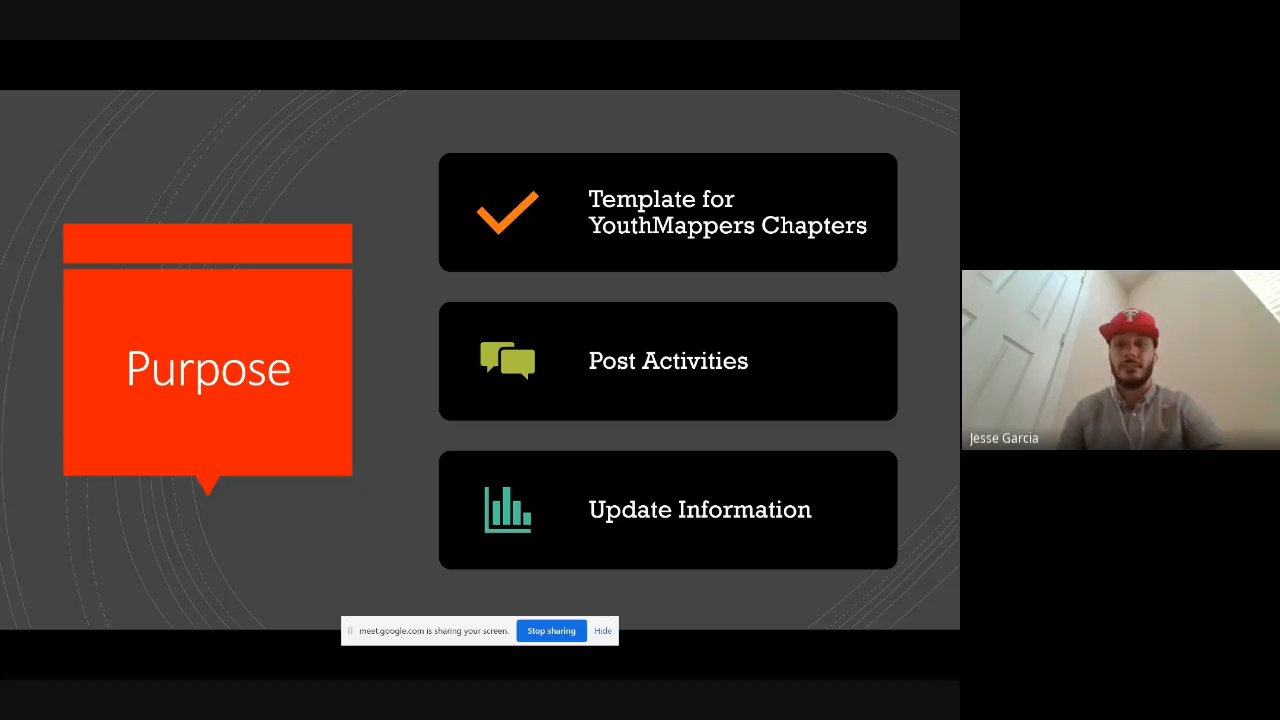 Purpose
Template for
YouthMappers Chapters
Post Activities
Update Information
Jesse Garcia
meet.google.com is sharing your screen. Stop sharing Hide